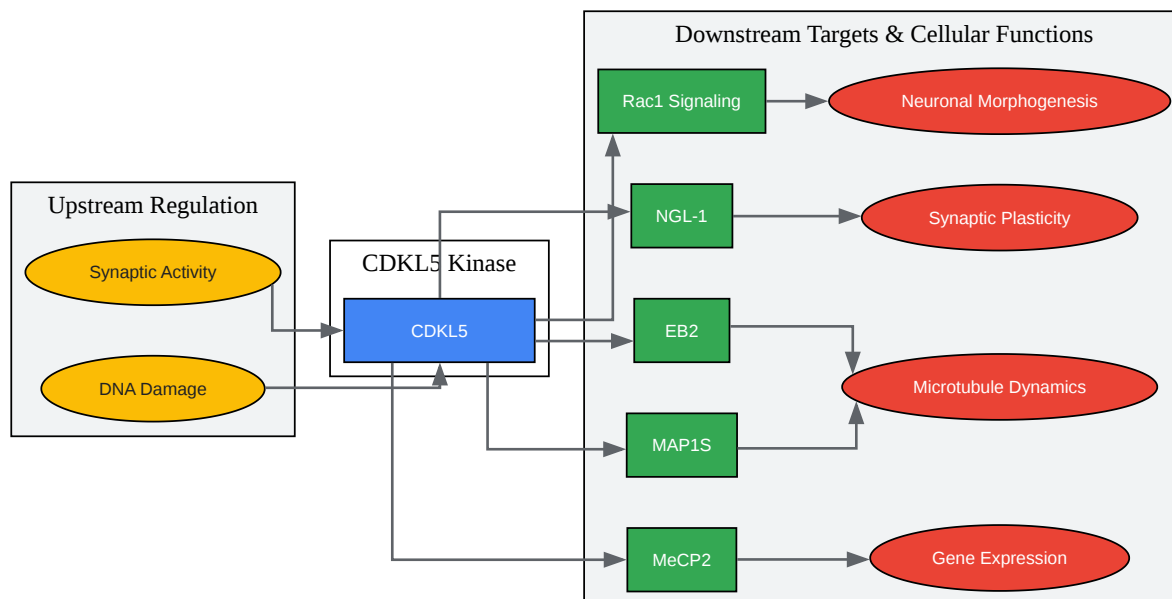 Downstream Targets & Cellular Functions
Rac1 Signaling
Neuronal Morphogenesis
Upstream Regulation
NGL-1
Synaptic Plasticity
Synaptic Activity
CDKL5 Kinase
CDKL5
EB2
DNA Damage
Microtubule Dynamics
MAP1S
MeCP2
Gene Expression